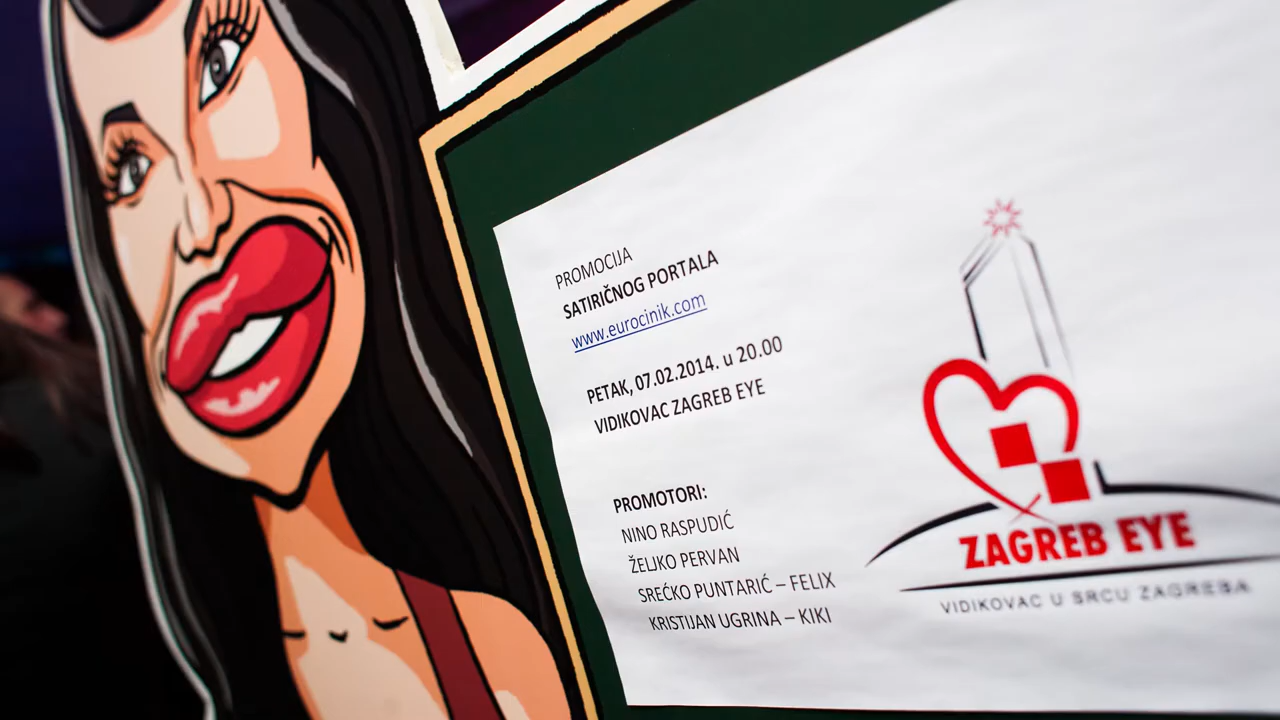 PROMOCIJA
SATIRIČNOG PORTALA
www.eurocinik.com
PETAK, 07.02.2014. u 20.00
VIDIKOVAC ZAGREB EYE
PROMOTORI:
NINO RASPUDIĆ
ŽELJKO PERVAN
SREĆKO PUNTARIĆ – FELIX
KRISTIJAN UGRINA – KIKI
ZAGREB EYE
VIDIKOVAC U SRCU ZAGREBA